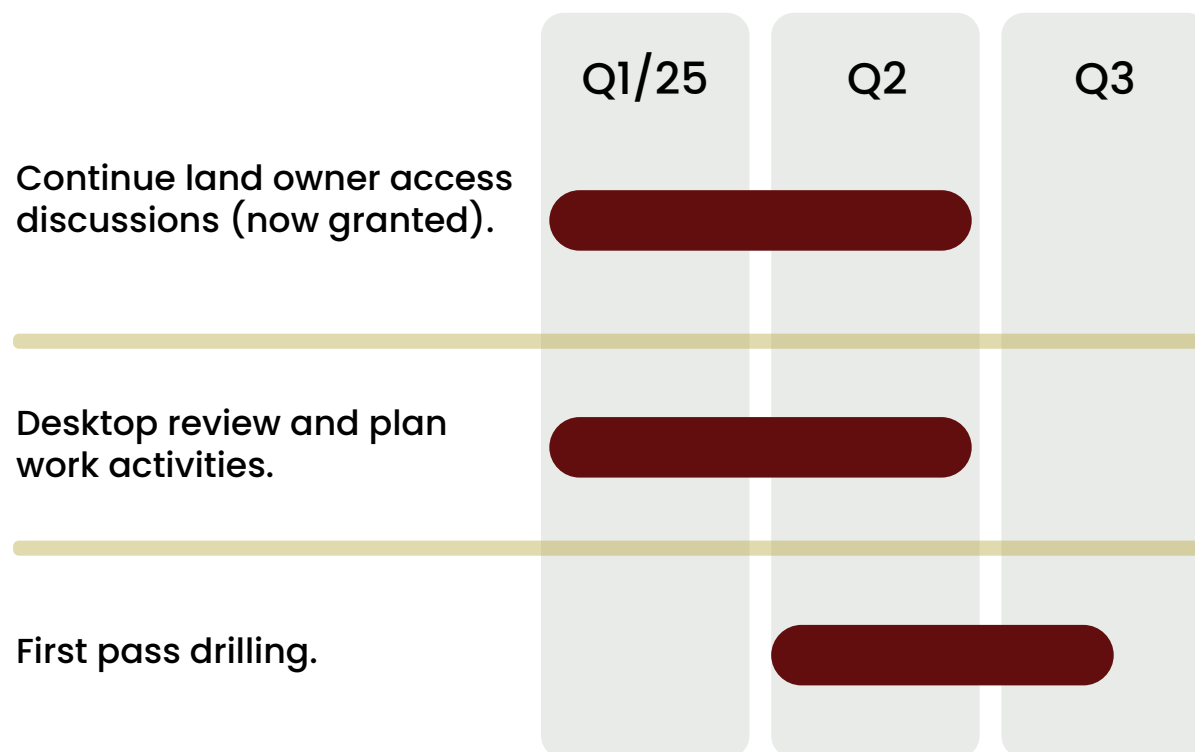 Q1/25 Q2 Q3
Continue land owner access
discussions (now granted).
Desktop review and plan
work activities.
First pass drilling.